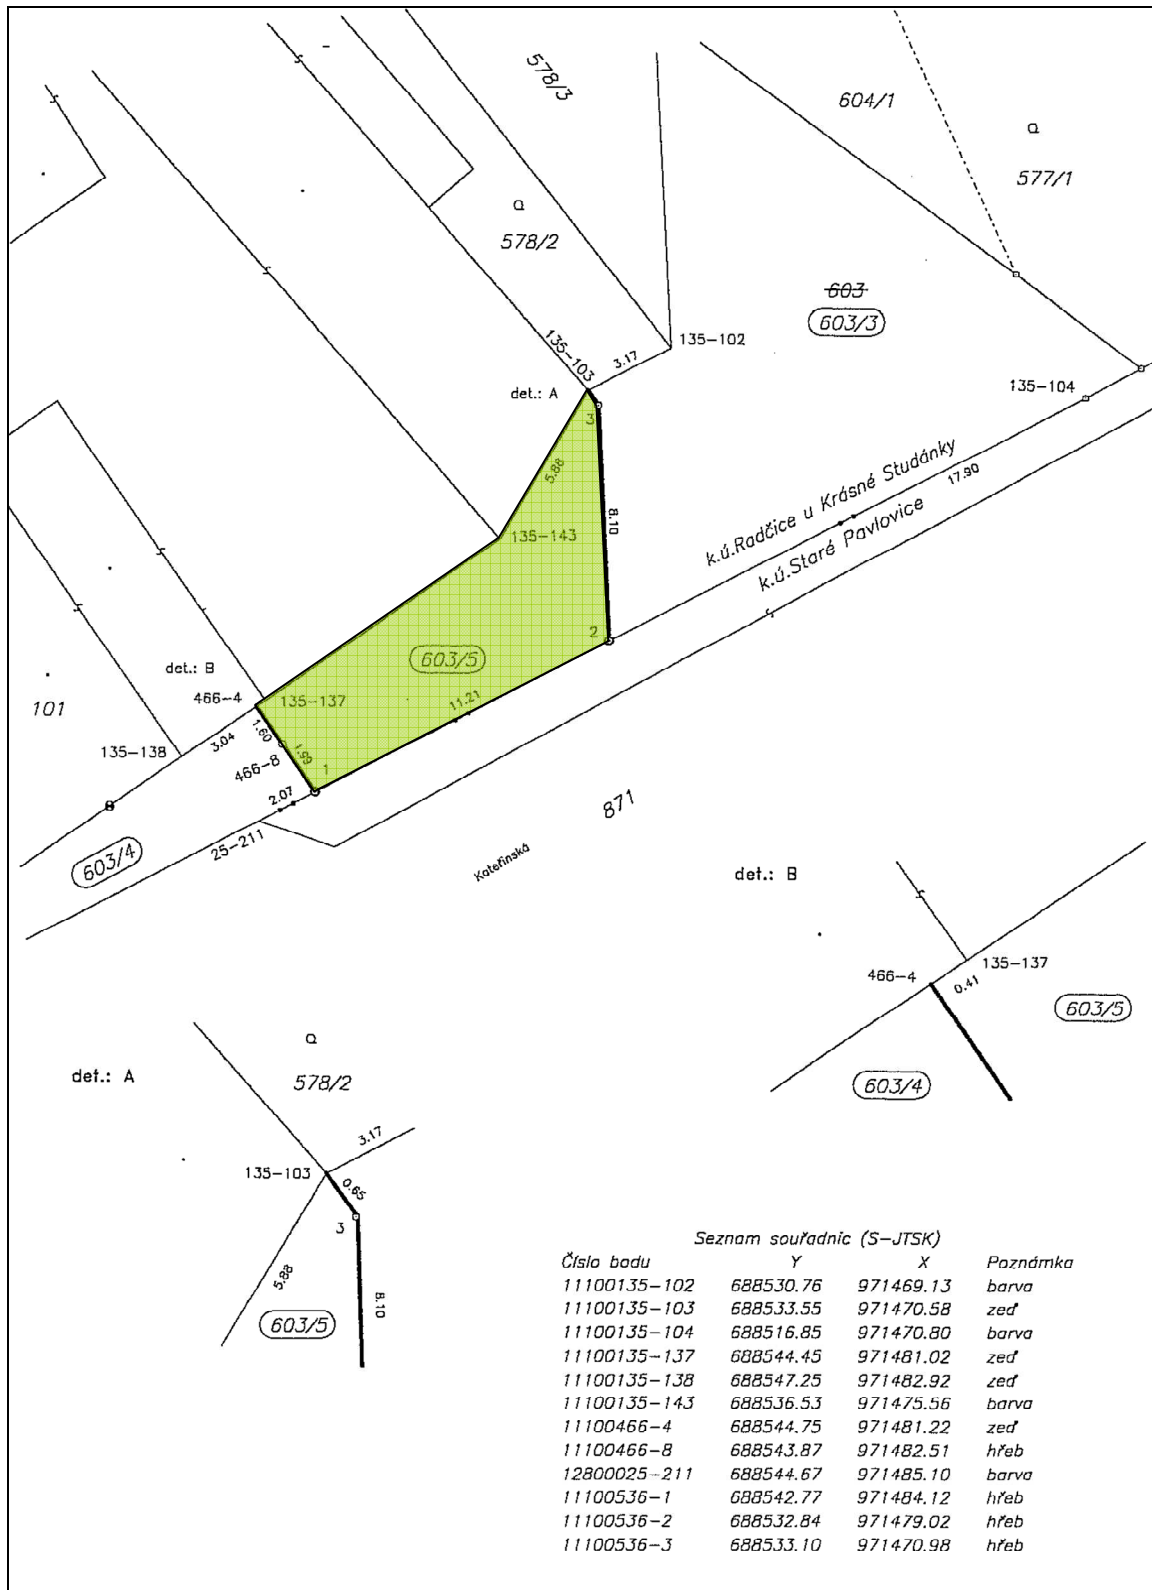 578/3
604/1
577/1
578/2
603
603/3
135-103
3.17
135-102
det.: A
135-104
3
5.88
8.10
135-143
k.ú.Radčice u Krásné Studánky
17.90
k.ú.Staré Pavlovice
2
603/5
det.: B
466-4
135-137
101
11.21
1.60
3.04
1.99
135-138
466-8
1
2.07
871
25-211
603/4
Kateřinská
det.: B
466-4
135-137
0.41
603/5
603/4
det.: A
578/2
3.17
135-103
0.65
3
5.88
8.10
603/5
Seznam souřadnic (S-JTSK)
Číslo bodu Y X Poznámka
11100135-102 688530.76 971469.13 barva
11100135-103 688533.55 971470.58 zeď
11100135-104 688516.85 971470.80 barva
11100135-137 688544.45 971481.02 zeď
11100135-138 688547.25 971482.92 zeď
11100135-143 688536.53 971475.56 barva
11100466-4 688544.75 971481.22 zeď
11100466-8 688543.87 971482.51 hřeb
12800025-211 688544.67 971485.10 barva
11100536-1 688542.77 971484.12 hřeb
11100536-2 688532.84 971479.02 hřeb
11100536-3 688533.10 971470.98 hřeb